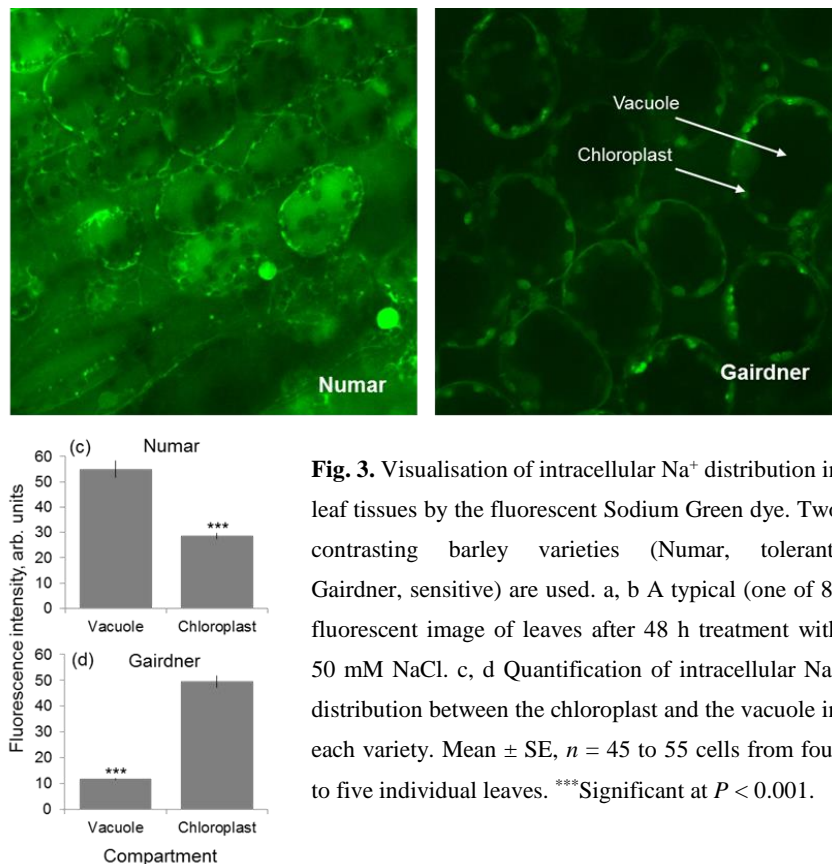 Numar
Vacuole
Chloroplast
Gairdner
(c) Numar
60
50
40
30
20
10
0
***
Vacuole Chloroplast
(d) Gairdner
60
50
40
30
20
10
0
***
Vacuole Chloroplast
Compartment
Fluorescence intensity, arb. units
Fig. 3. Visualisation of intracellular Na⁺ distribution in
leaf tissues by the fluorescent Sodium Green dye. Two
contrasting barley varieties (Numar, tolerant
Gairdner, sensitive) are used. a, b A typical (one of 8
fluorescent image of leaves after 48 h treatment with
50 mM NaCl. c, d Quantification of intracellular Na
distribution between the chloroplast and the vacuole in
each variety. Mean ± SE, n = 45 to 55 cells from fou
to five individual leaves. ***Significant at P < 0.001.